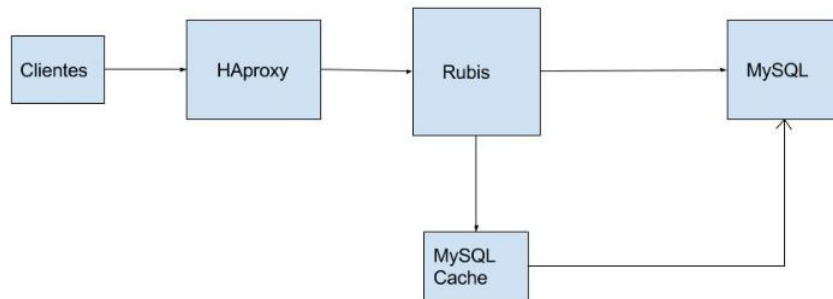 Clientes
HAproxy
Rubis
MySQL
MySQL
Cache